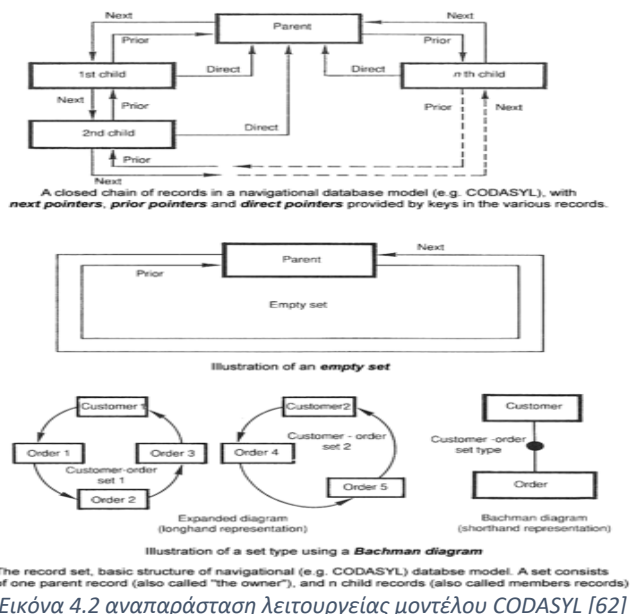 Next
Parent
Next
Prior
Prior
1st child
Direct
Direct
n th child
Next
Prior
Prior
Next
2nd child
Direct
Prior
Next
A closed chain of records in a navigational database model (e.g. CODASYL), with
next pointers, prior pointers and direct pointers provided by keys in the various records.
Next
Parent
Prior
Empty set
Illustration of an empty set
Customer 1
Order 1
Order 3
Customer-order
set 1
Order 2
Customer2
Customer - order
set 2
Order 4
Order 5
Expanded diagram
(longhand representation)
Customer
Customer -order
set type
Order
Bachman diagram
(shorthand representation)
Illustration of a set type using a Bachman diagram
The record set, basic structure of navigational (e.g. CODASYL) databse model. A set consists
of one parent record (also called "the owner"), and n child records (also called members records)
Εικόνα 4.2 αναπαράσταση λειτουργείας μοντέλου CODASYL [62]